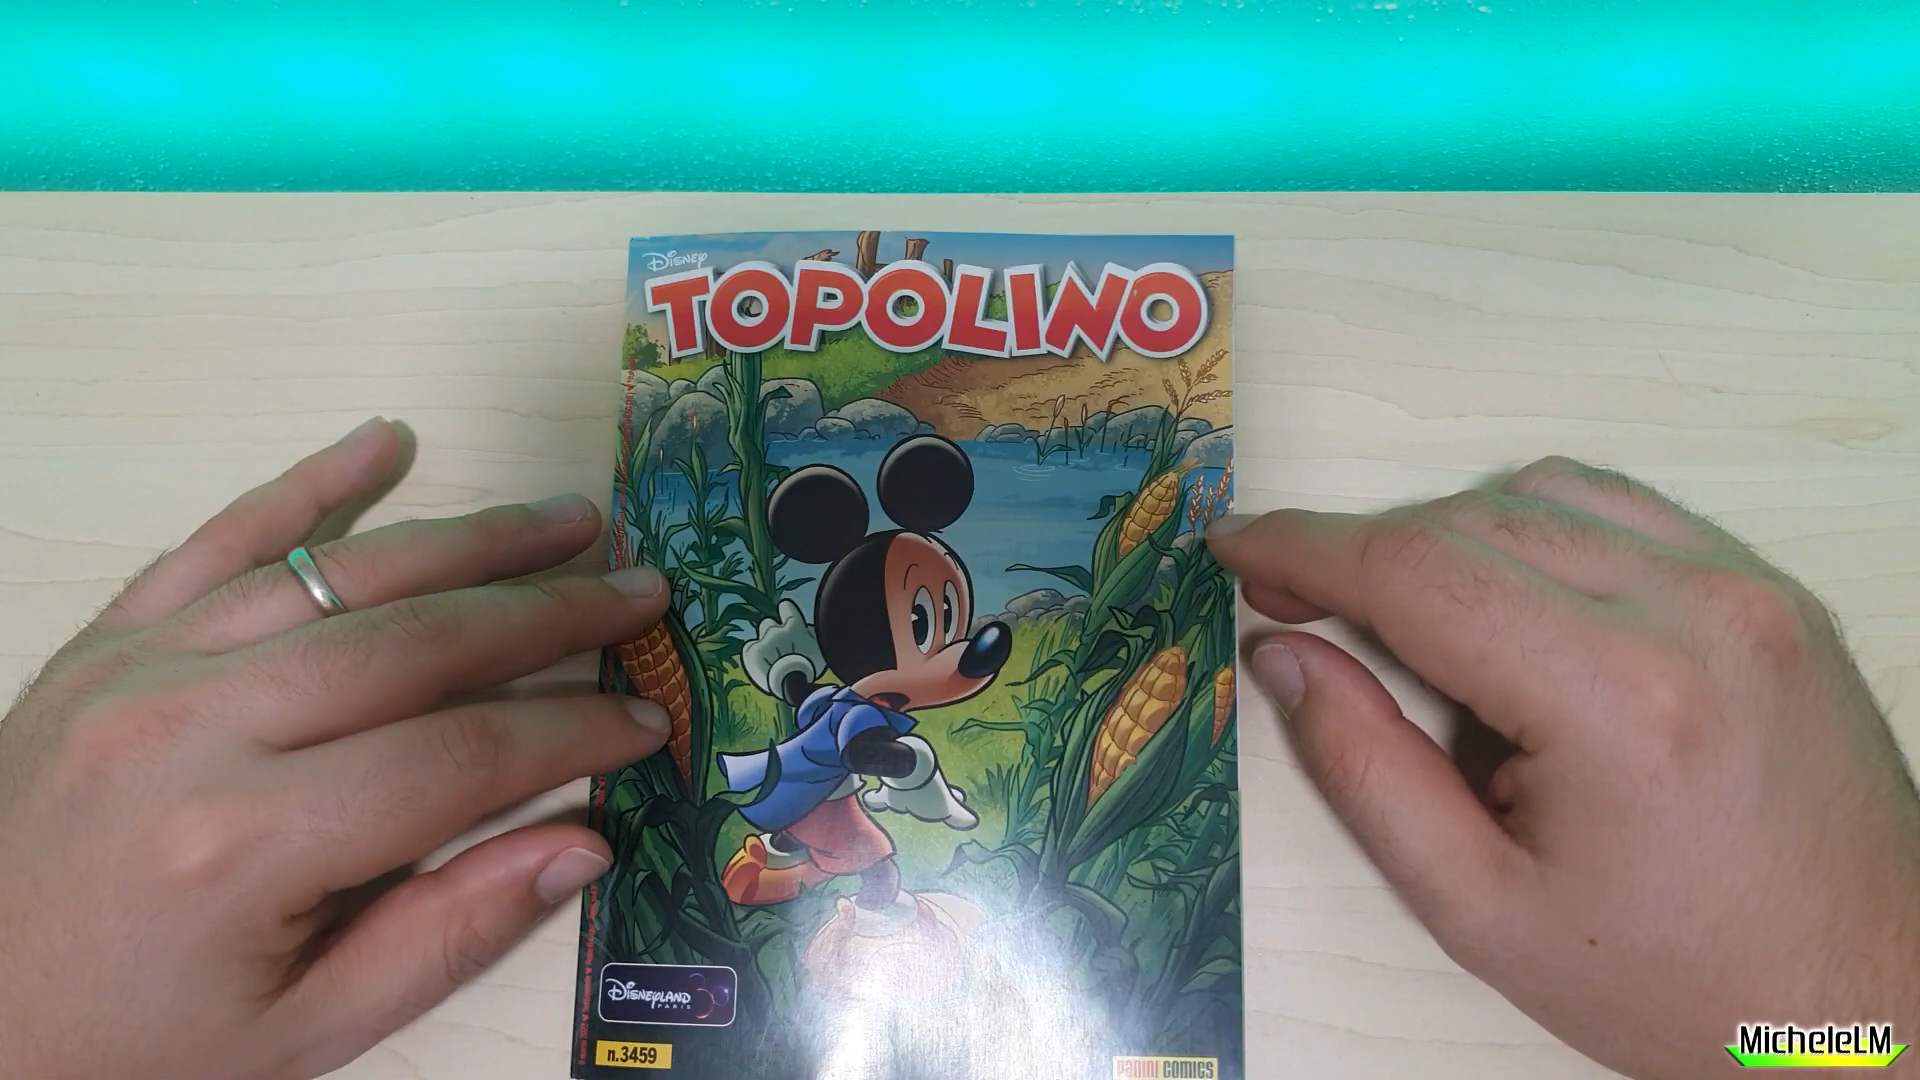 DISNEY
TOPOLINO
DISNEYLAND
PARIS
n.3459
PANINI COMICS
MicheleLM